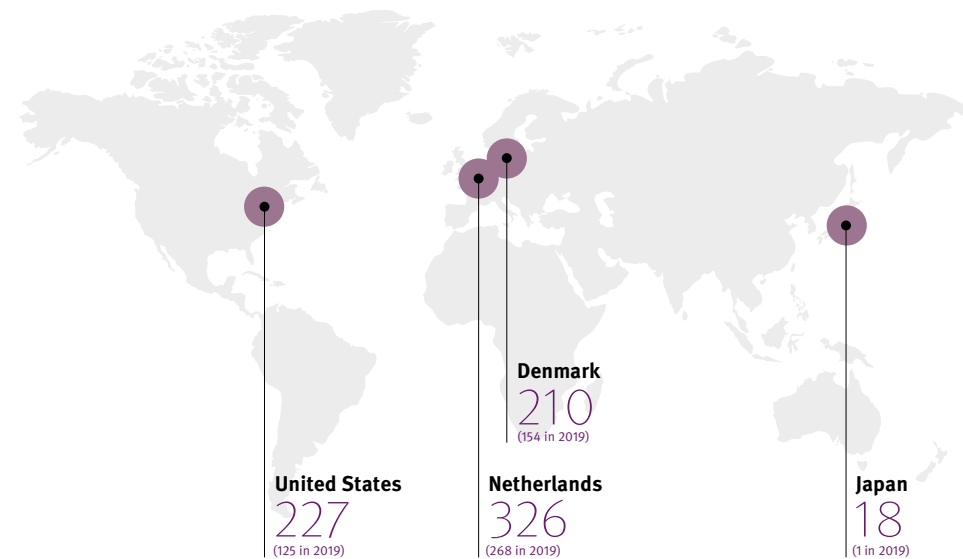 Denmark
210
(154 in 2019)
United States
227
(125 in 2019)
Netherlands
326
(268 in 2019)
Japan
18
(1 in 2019)